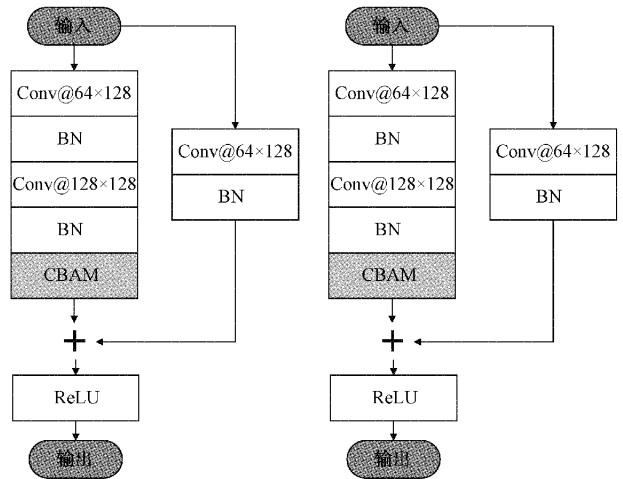 输入
Conv@64×128
BN
Conv@128×128
BN
CBAM
Conv@64×128
BN
+
ReLU
输出
输入
Conv@64×128
BN
Conv@128×128
BN
CBAM
Conv@64×128
BN
+
ReLU
输出